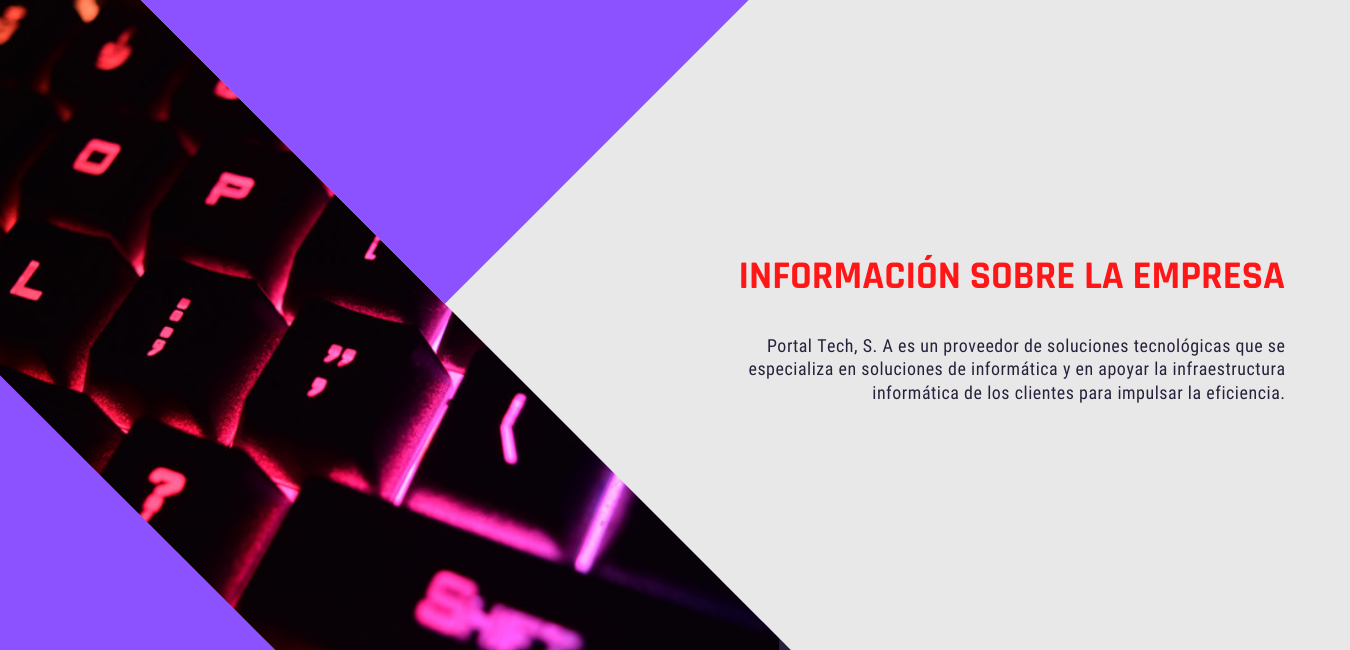 O
P
[
L
:
;
"
,
?
SHIFT
INFORMACIÓN SOBRE LA EMPRESA
Portal Tech, S. A es un proveedor de soluciones tecnológicas que se
especializa en soluciones de informática y en apoyar la infraestructura
informática de los clientes para impulsar la eficiencia.